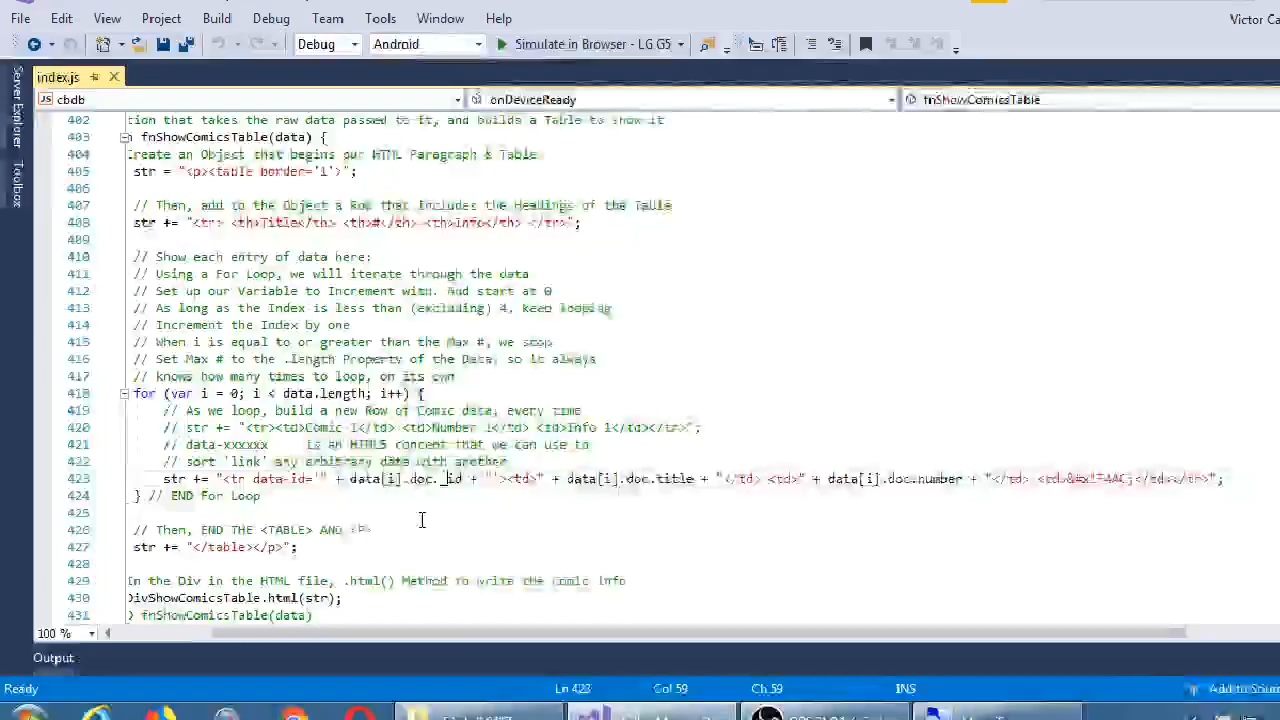 File Edit View Project Build Debug Team Tools Window Help
Victor Ca
Debug Android Simulate in Browser - LG G5
index.js
Server Explorer
Toolbox
cbdb onDeviceReady fnShowComicsTable
402 tion that takes the raw data passed to it, and builds a Table to show it
403 n fnShowComicsTable(data) {
404 Create an Object that begins our HTML Paragraph & Table
405 str = "<p><table border='1'>";
406
407 // Then, add to the Object a Row that includes the Headings of the Table
408 str += "<tr> <th>Title</th> <th>#</th> <th>Info</th> </tr>";
409
410 // Show each entry of data here:
411 // Using a For Loop, we will iterate through the data
412 // Set up our Variable to Increment with. And start at 0
413 // As long as the Index is less than (excluding) 4, keep looping
414 // Increment the Index by one
415 // When i is equal to or greater than the Max #, we stop
416 // Set Max # to the .length Property of the Data, so it always
417 // knows how many times to loop, on its own
418 for (var i = 0; i < data.length; i++) {
419 // As we loop, build a new Row of Comic data, every time
420 // str += "<tr><td>Comic 1</td> <td>Number 1</td> <td>Info 1</td></tr>";
421 // data-xxxxxx is an HTML5 concept that we can use to
422 // sort 'link' any arbitrary data with another
423 str += "<tr data-id='" + data[i].doc._id + "'><td>" + data[i].doc.title + "</td> <td>" + data[i].doc.number + "</td> <td>&#x1F4AC;</td></tr>";
424 } // END For Loop
425
426 // Then, END THE <TABLE> AND <P>
427 str += "</table></p>";
428
429 In the Div in the HTML file, .html() Method to write the comic info
430 DivShowComicsTable.html(str);
431 fnShowComicsTable(data)
100 %
Output
Ready Ln 423 Col 59 Ch 59 INS Add to Sour